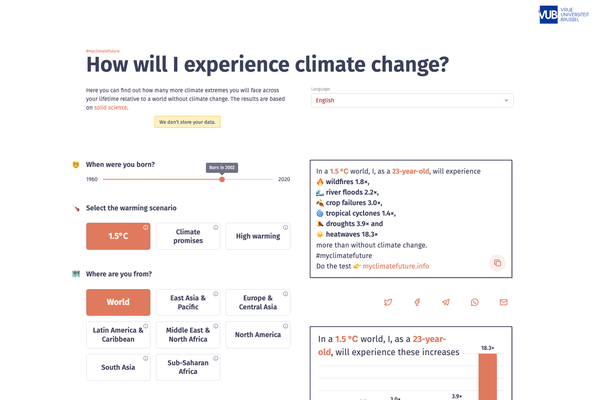 VUB
VRIJE
UNIVERSITEIT
BRUSSEL
#myclimatefuture
How will I experience climate change?
Here you can find out how many more climate extremes you will face across
your lifetime relative to a world without climate change. The results are based
on solid science.
We don't store your data.
Language:
English
When were you born?
Born in 2002
1960
2020
Select the warming scenario
1.5°C
Climate
promises
High warming
Where are you from?
World
East Asia &
Pacific
Europe &
Central Asia
Latin America &
Caribbean
Middle East &
North Africa
North America
South Asia
Sub-Saharan
Africa
In a 1.5 °C world, I, as a 23-year-old, will experience
🔥 wildfires 1.8×,
🌊 river floods 2.2×,
🌾 crop failures 3.0×,
🌀 tropical cyclones 1.4×,
🏜 droughts 3.9× and
🌞 heatwaves 18.3×
more than without climate change.
#myclimatefuture
Do the test 👉 myclimatefuture.info
In a 1.5 °C world, I, as a 23-year-
old, will experience these increases
18.3×
3.9×
3.0×